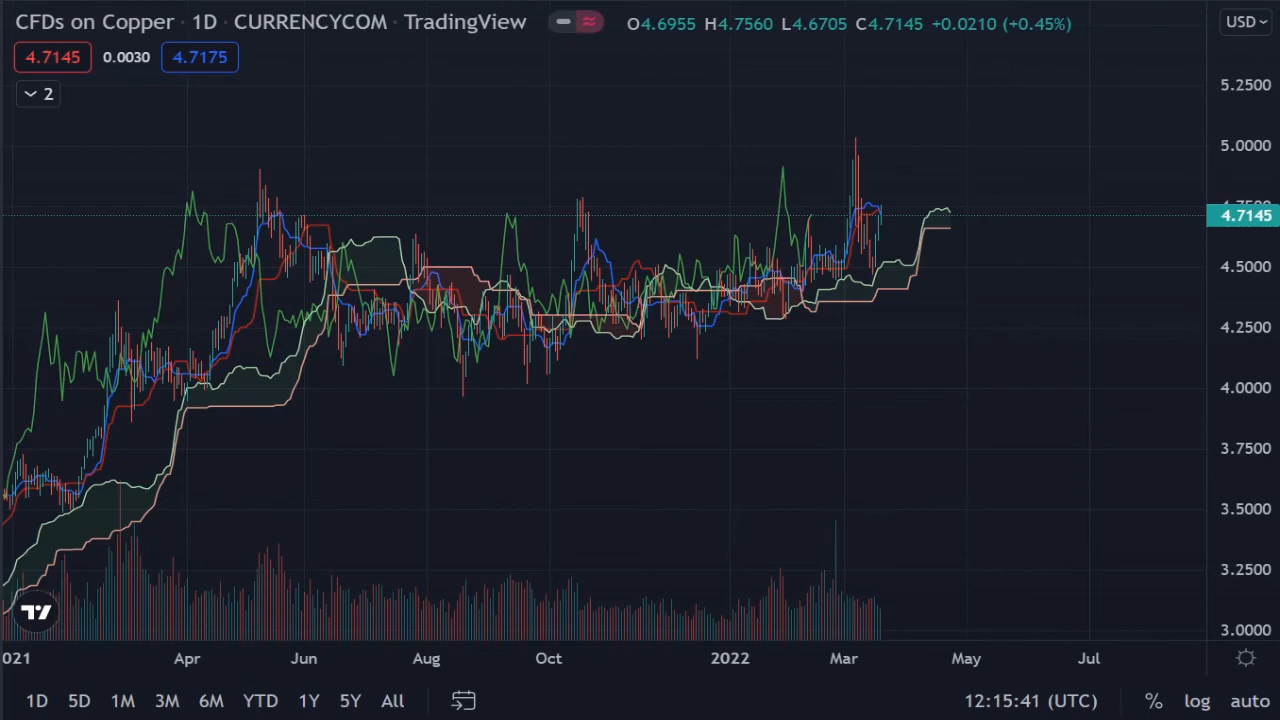 CFDs on Copper · 1D · CURRENCYCOM · TradingView O4.6955 H4.7560 L4.6705 C4.7145 +0.0210 (+0.45%) USD
4.7145 0.0030 4.7175
2
5.2500
5.0000
4.7145
4.5000
4.2500
4.0000
3.7500
3.5000
3.2500
3.0000
2021 Apr Jun Aug Oct 2022 Mar May Jul
1D 5D 1M 3M 6M YTD 1Y 5Y All 12:15:41 (UTC) % log auto